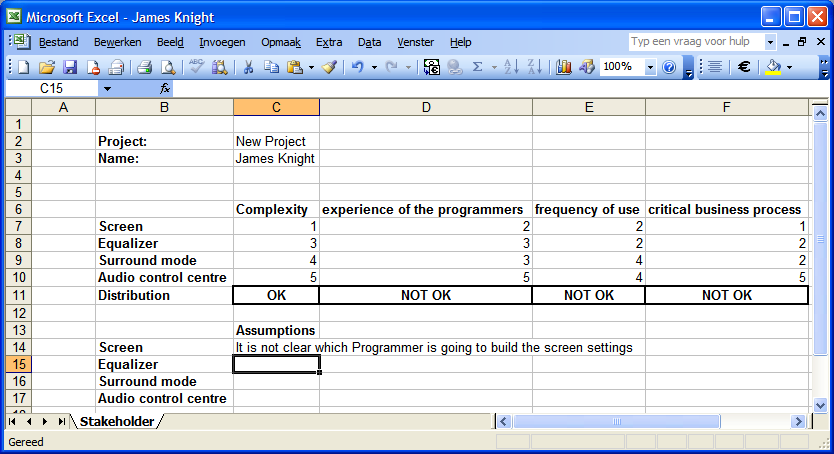 Microsoft Excel - James Knight
Bestand Bewerken Beeld Invoegen Opmaak Extra Data Venster Help Typ een vraag voor hulp
100% €
C15 fx
A B C D E F
1
2 Project: New Project
3 Name: James Knight
4
5
6 Complexity experience of the programmers frequency of use critical business process
7 Screen 1 2 2 1
8 Equalizer 3 3 2 2
9 Surround mode 4 3 4 2
10 Audio control centre 5 5 4 5
11 Distribution OK NOT OK NOT OK NOT OK
12
13 Assumptions
14 Screen It is not clear which Programmer is going to build the screen settings
15 Equalizer
16 Surround mode
17 Audio control centre
Stakeholder
Gereed